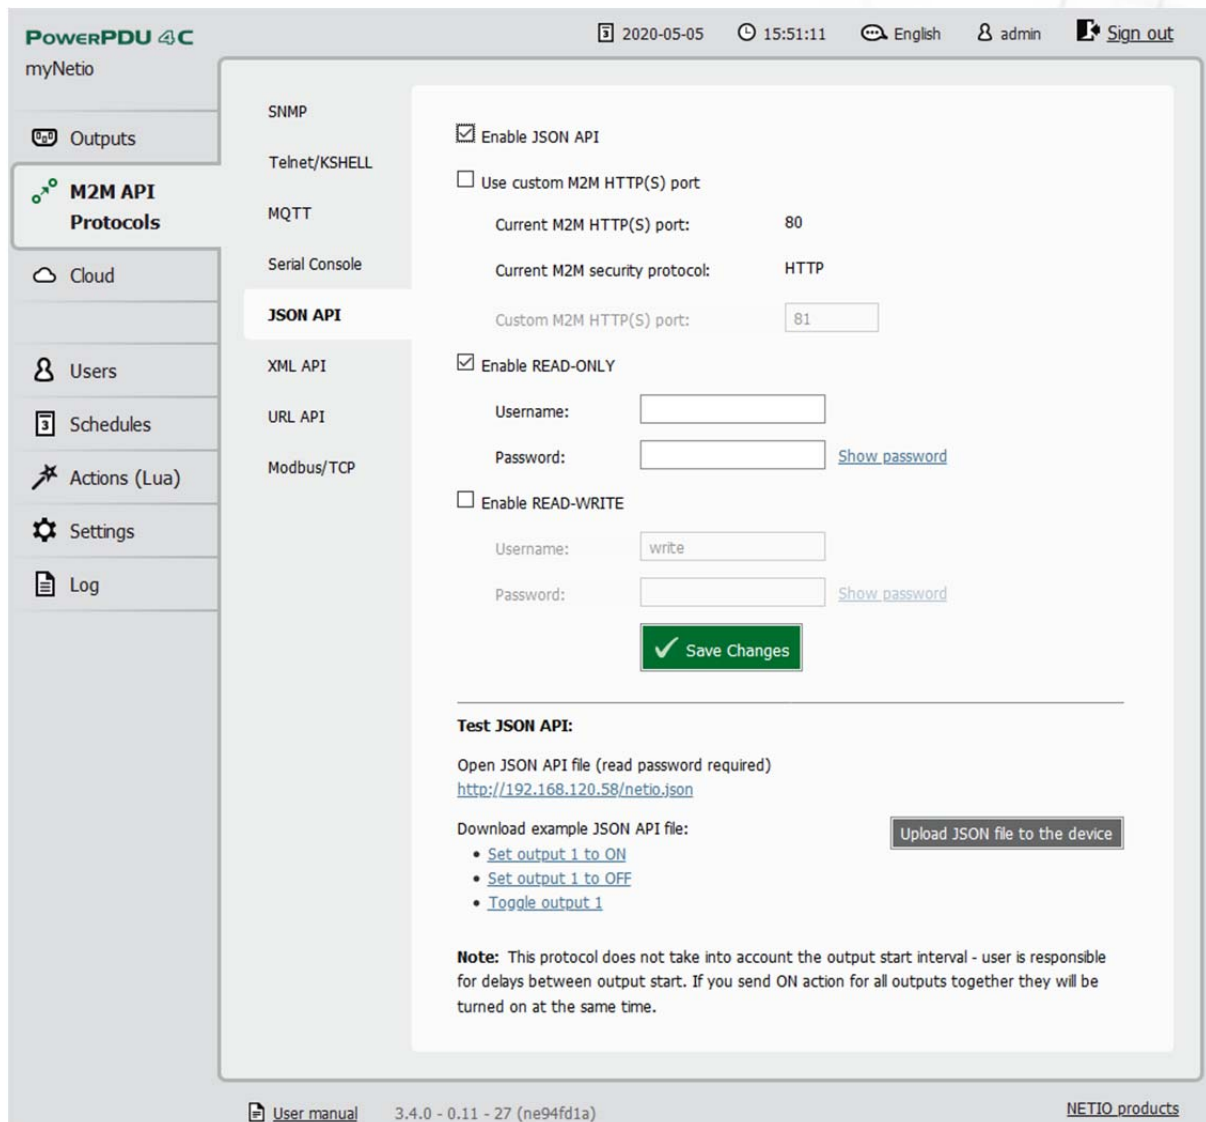 PowerPDU 4C
myNetio
3 2020-05-05 15:51:11 English admin Sign out
Outputs
M2M API
Protocols
Cloud
Users
3 Schedules
Actions (Lua)
Settings
Log
SNMP
Telnet/KSHELL
MQTT
Serial Console
JSON API
XML API
URL API
Modbus/TCP
Enable JSON API
Use custom M2M HTTP(S) port
Current M2M HTTP(S) port: 80
Current M2M security protocol: HTTP
Custom M2M HTTP(S) port: 81
Enable READ-ONLY
Username:
Password: Show password
Enable READ-WRITE
Username: write
Password: Show password
Save Changes
Test JSON API:
Open JSON API file (read password required)
http://192.168.120.58/netio.json
Download example JSON API file: Upload JSON file to the device
• Set output 1 to ON
• Set output 1 to OFF
• Toggle output 1
Note: This protocol does not take into account the output start interval - user is responsible
for delays between output start. If you send ON action for all outputs together they will be
turned on at the same time.
User manual 3.4.0 - 0.11 - 27 (ne94fd1a) NETIO products